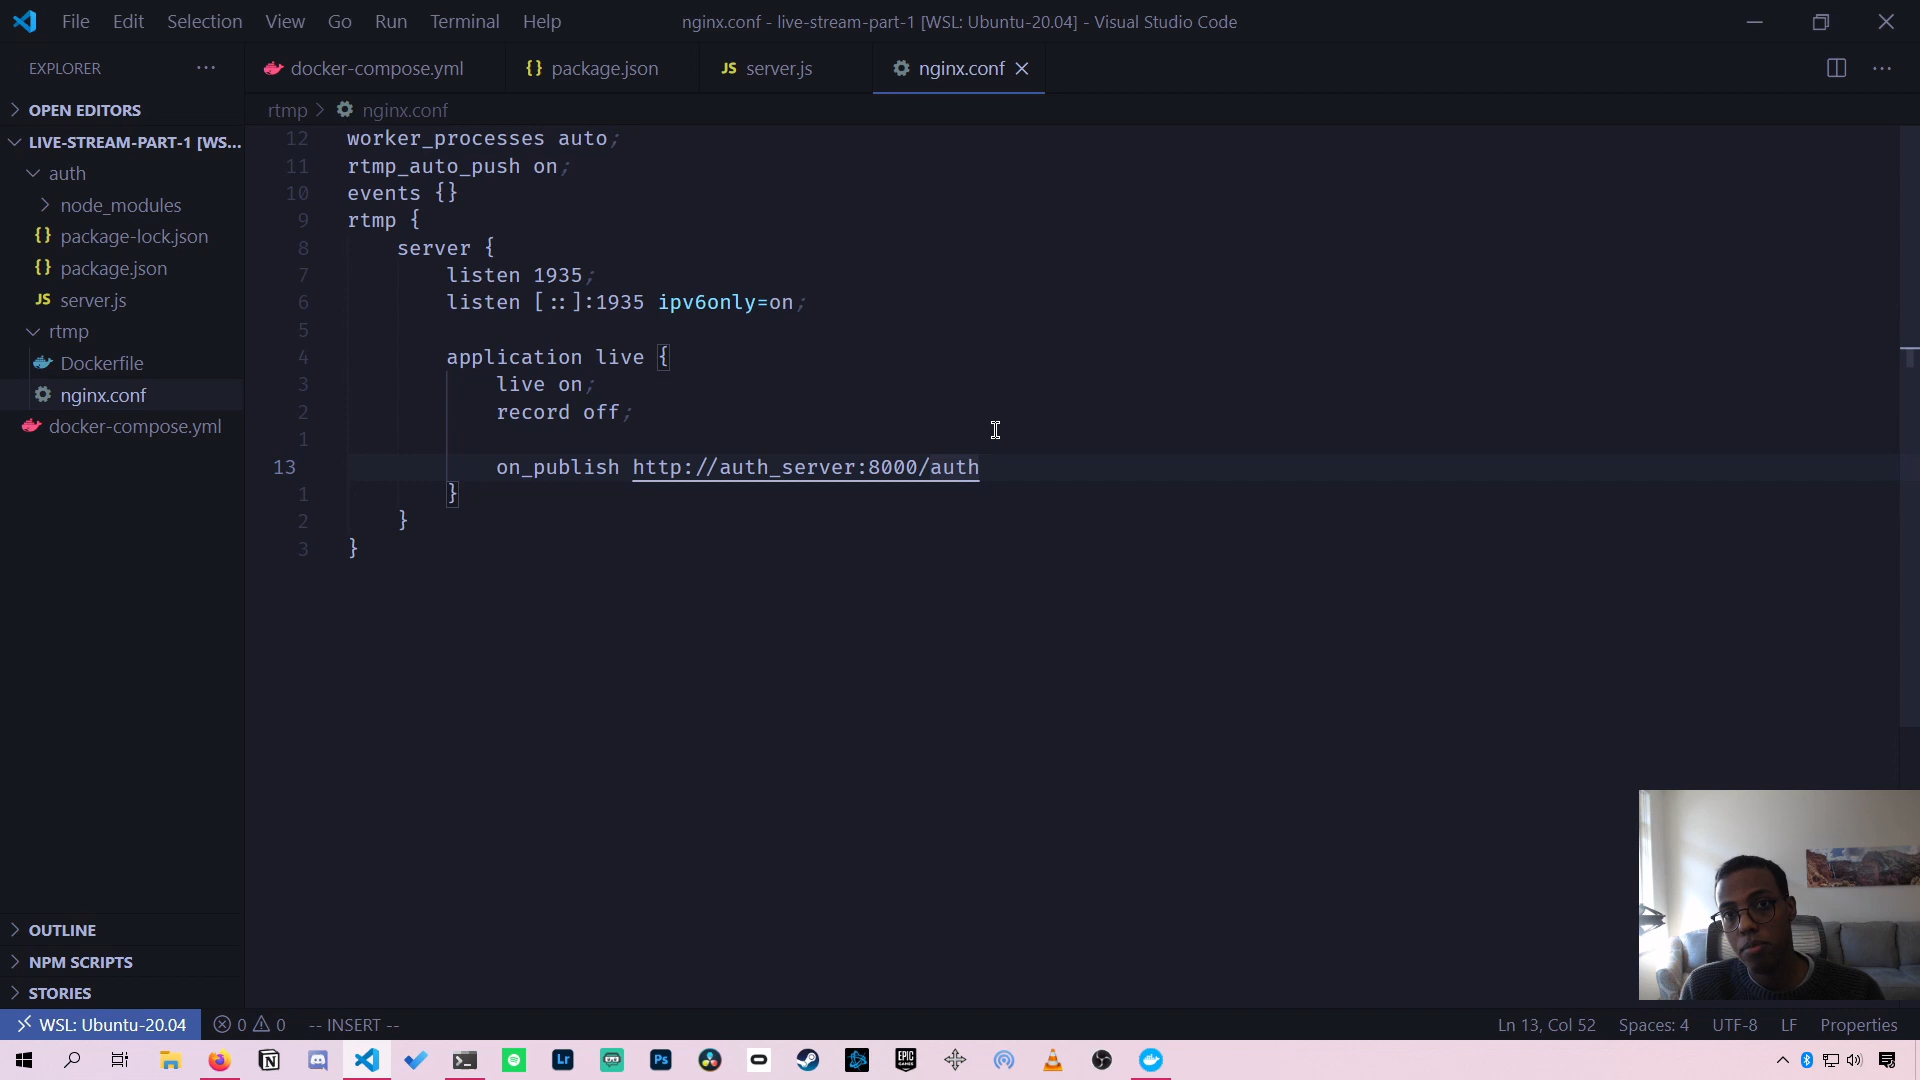 File Edit Selection View Go Run Terminal Help
nginx.conf - live-stream-part-1 [WSL: Ubuntu-20.04] - Visual Studio Code
EXPLORER
docker-compose.yml
package.json
JS server.js
nginx.conf
OPEN EDITORS
LIVE-STREAM-PART-1 [WS...
auth
node_modules
package-lock.json
package.json
JS server.js
rtmp
Dockerfile
nginx.conf
docker-compose.yml
rtmp > nginx.conf
12 worker_processes auto;
11 rtmp_auto_push on;
10 events {}
9 rtmp {
8 server {
7 listen 1935;
6 listen [::]:1935 ipv6only=on;
5
4 application live {
3 live on;
2 record off;
1
13 on_publish http://auth_server:8000/auth
1 }
2 }
3 }
OUTLINE
NPM SCRIPTS
STORIES
WSL: Ubuntu-20.04 0 0 -- INSERT --
Ln 13, Col 52 Spaces: 4 UTF-8 LF Properties
Lr
Ps
EPIC GAMES